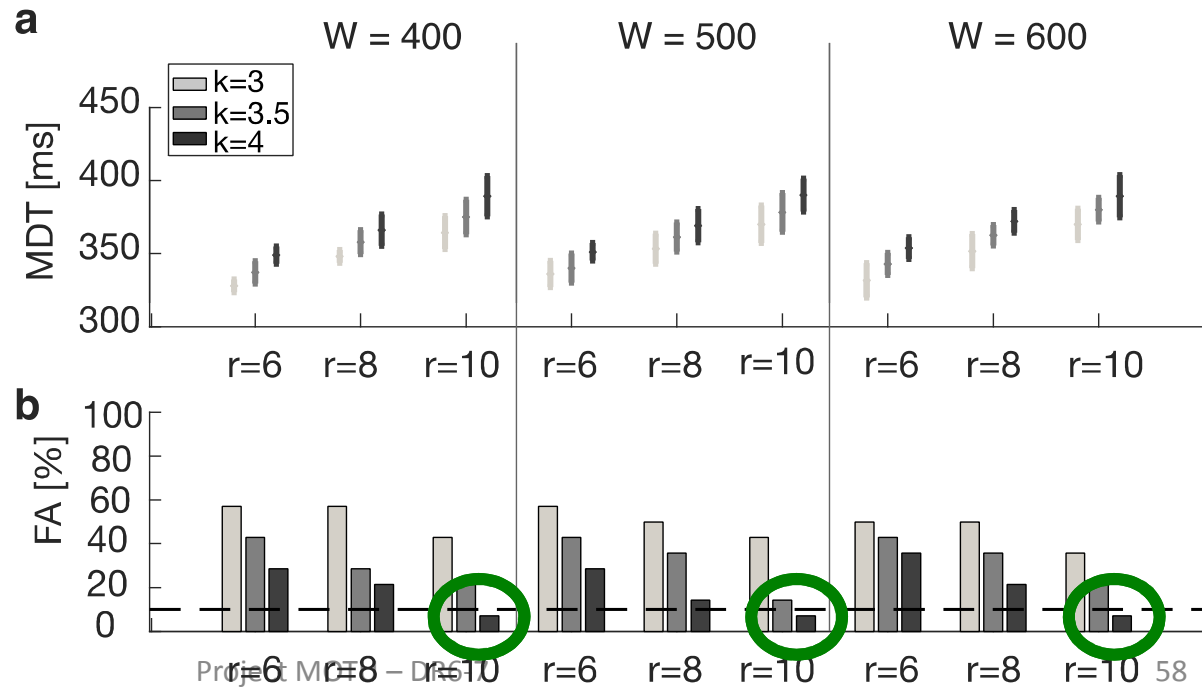 a
W = 400 W = 500 W = 600
k=3
k=3.5
k=4
MDT [ms]
450
400
350
300
r=6 r=8 r=10 r=6 r=8 r=10 r=6 r=8 r=10
b
FA [%]
100
80
60
40
20
0
r=6 r=8 r=10 r=6 r=8 r=10 r=6 r=8 r=10
Project – 58